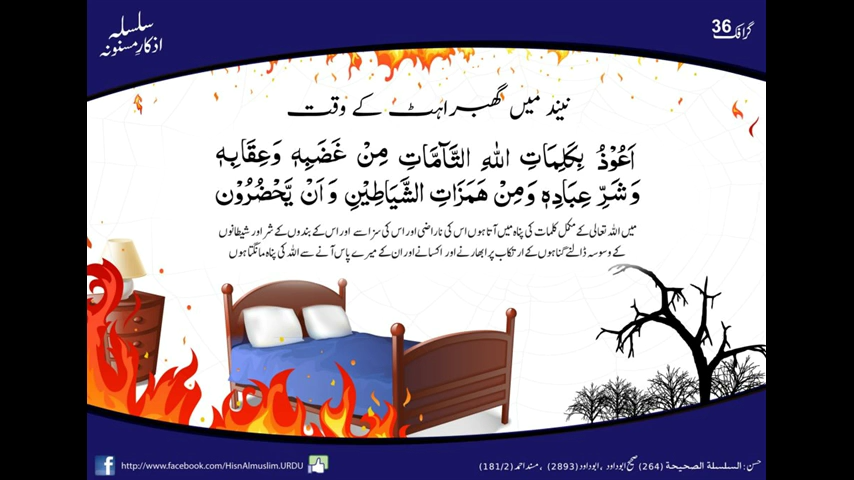 سلسلہ
اذکارِ مسنونہ
گرافک 36
نیند میں گھبراہٹ کے وقت
اَعُوْذُ بِكَلِمَاتِ اللهِ التَّآمَّاتِ مِنْ غَضَبِهٖ وَعِقَابِهٖ
وَشَرِّ عِبَادِهٖ وَمِنْ هَمَزَاتِ الشَّيَاطِيْنِ وَاَنْ يَّحْضُرُوْن
میں اللہ تعالیٰ کے مکمل کلمات کی پناہ میں آتا ہوں اس کی ناراضی اور اس کی سزا سے اور اس کے بندوں کے شر اور شیطانوں
کے وسوسہ ڈالنے گناہوں کے ارتکاب پر ابھارنے اور اکسانے اور ان کے میرے پاس آنے سے اللہ کی پناہ مانگتا ہوں
http://www.facebook.com/HisnAlmuslim.URDU
حسن: السلسلة الصحيحة (264) صحیح ابوداود ، ابوداود (2893) ، مسند احمد (181/2)